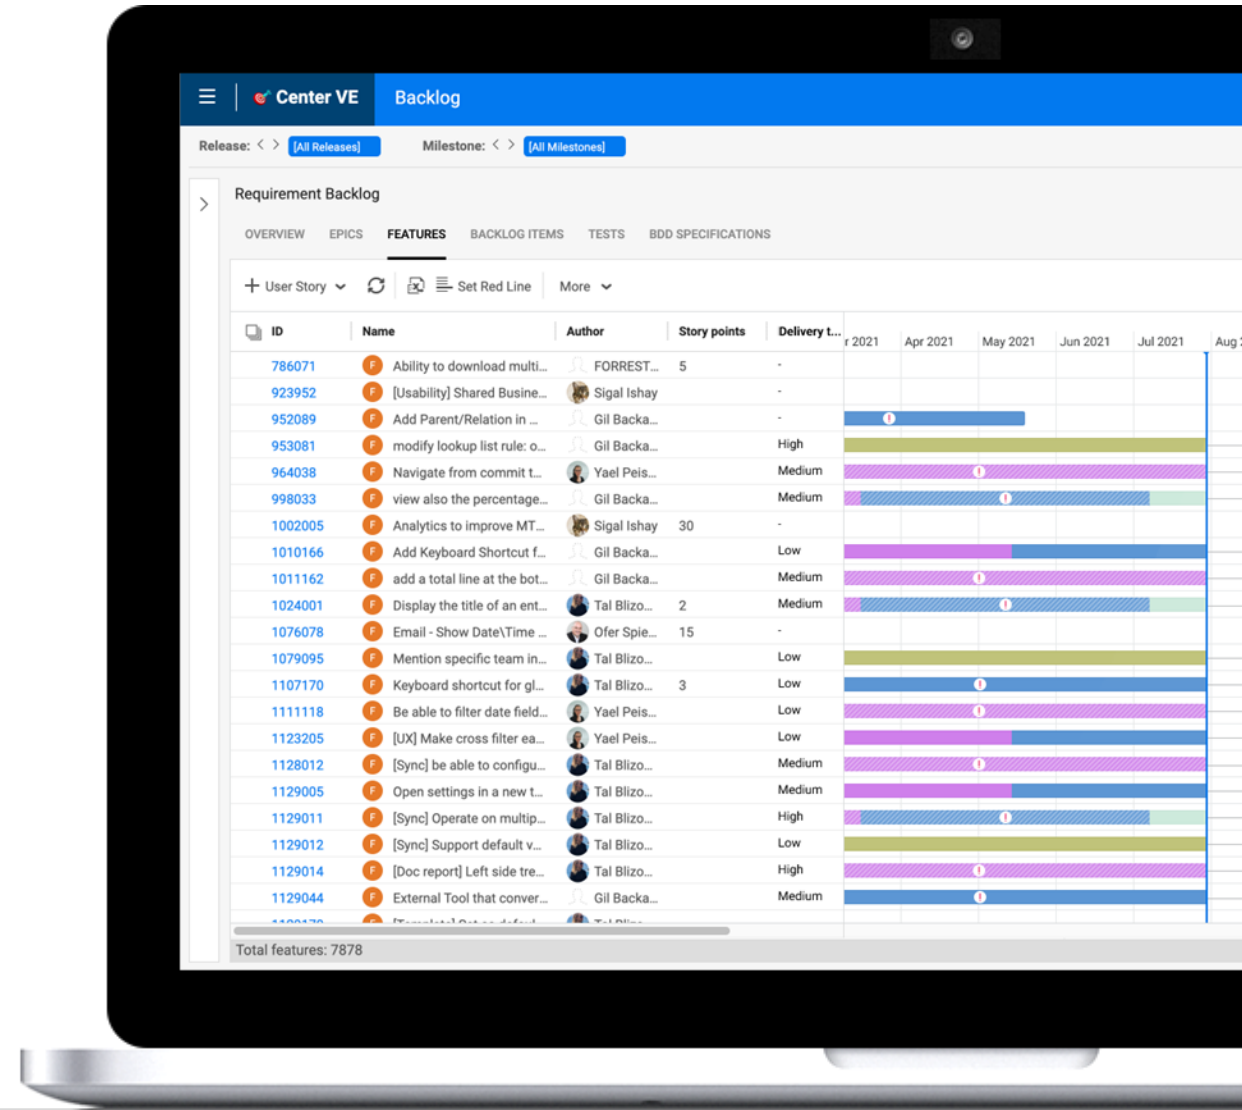 Center VE Backlog
Release: < > [All Releases] Milestone: < > [All Milestones]
Requirement Backlog
OVERVIEW EPICS FEATURES BACKLOG ITEMS TESTS BDD SPECIFICATIONS
+ User Story Set Red Line More
ID Name Author Story points Delivery t... r 2021 Apr 2021 May 2021 Jun 2021 Jul 2021 Aug
786071 F Ability to download multi... FORREST... 5 -
923952 F [Usability] Shared Busine... Sigal Ishay -
952089 F Add Parent/Relation in ... Gil Backa... - !
953081 F modify lookup list rule: o... Gil Backa... High
964038 F Navigate from commit t... Yael Peis... Medium !
998033 F view also the percentage... Gil Backa... Medium !
1002005 F Analytics to improve MT... Sigal Ishay 30 -
1010166 F Add Keyboard Shortcut f... Gil Backa... Low
1011162 F add a total line at the bot... Gil Backa... Medium !
1024001 F Display the title of an ent... Tal Blizo... 2 Medium !
1076078 F Email - Show Date\Time ... Ofer Spie... 15 -
1079095 F Mention specific team in... Tal Blizo... Low
1107170 F Keyboard shortcut for gl... Tal Blizo... 3 Low !
1111118 F Be able to filter date field... Yael Peis... Low !
1123205 F [UX] Make cross filter ea... Yael Peis... Low
1128012 F [Sync] be able to configu... Tal Blizo... Medium !
1129005 F Open settings in a new t... Tal Blizo... Medium
1129011 F [Sync] Operate on multip... Tal Blizo... High !
1129012 F [Sync] Support default v... Tal Blizo... Low
1129014 F [Doc report] Left side tre... Tal Blizo... High !
1129044 F External Tool that conver... Gil Backa... Medium !
Total features: 7878